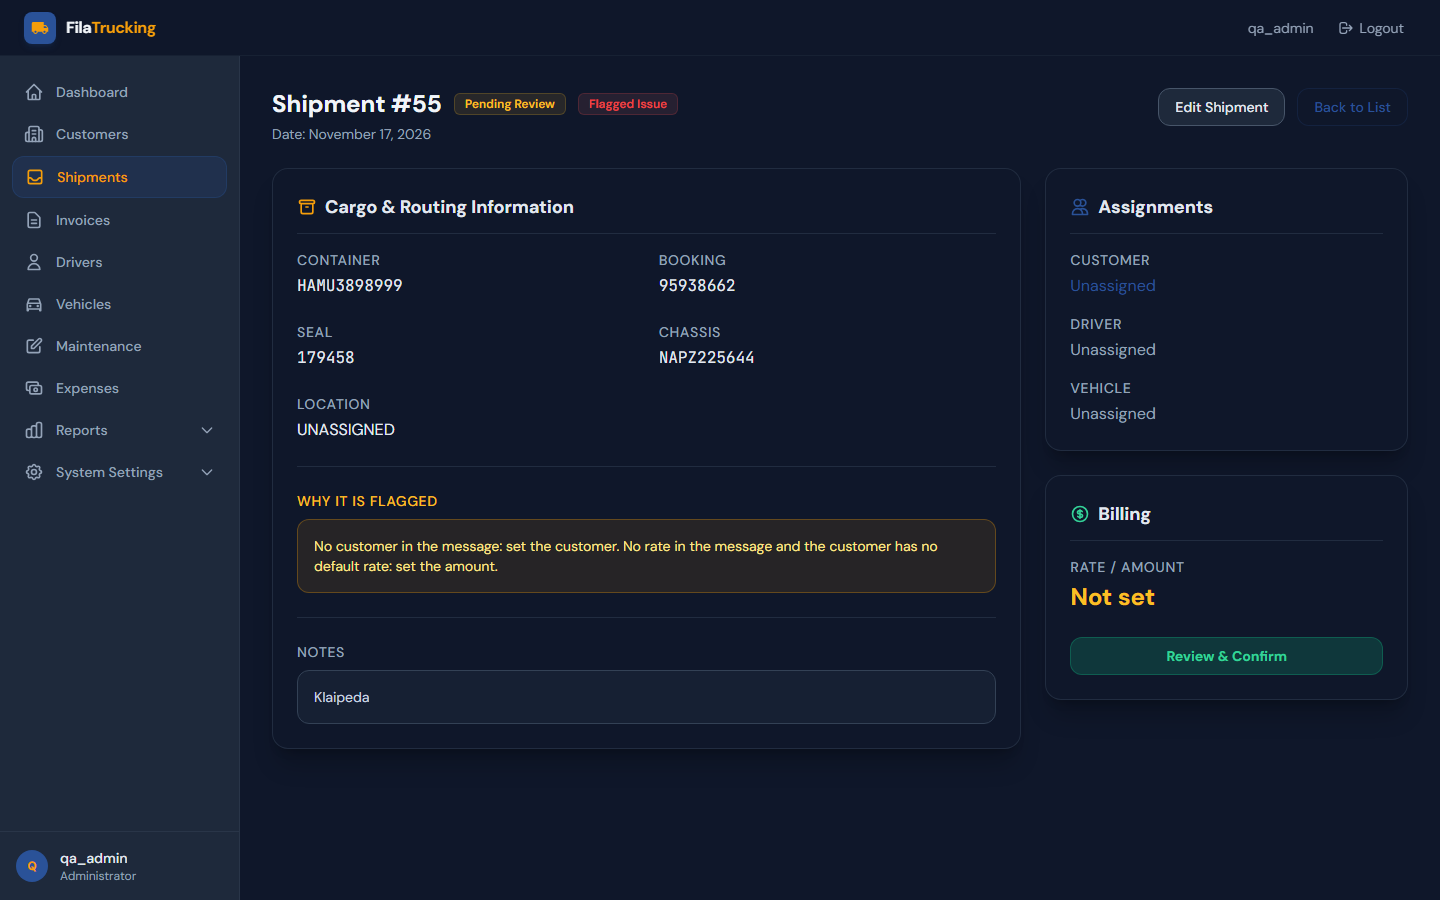 FilaTrucking
qa_admin
Logout
Dashboard
Customers
Shipments
Invoices
Drivers
Vehicles
Maintenance
Expenses
Reports
System Settings
Q
qa_admin
Administrator
Shipment #55
Pending Review
Flagged Issue
Date: November 17, 2026
Edit Shipment
Back to List
Cargo & Routing Information
CONTAINER
HAMU3898999
BOOKING
95938662
SEAL
179458
CHASSIS
NAPZ225644
LOCATION
UNASSIGNED
WHY IT IS FLAGGED
No customer in the message: set the customer. No rate in the message and the customer has no
default rate: set the amount.
NOTES
Klaipeda
Assignments
CUSTOMER
Unassigned
DRIVER
Unassigned
VEHICLE
Unassigned
Billing
RATE / AMOUNT
Not set
Review & Confirm